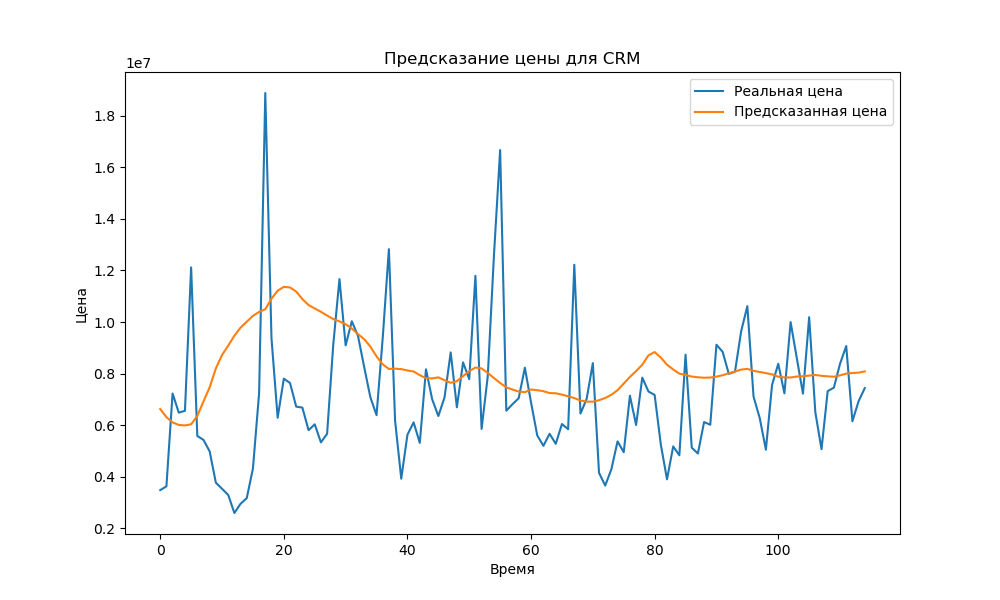 Предсказание цены для CRM
1e7
Реальная цена
Предсказанная цена
1.8
1.6
1.4
1.2
1.0
0.8
0.6
0.4
0.2
Цена
0 20 40 60 80 100
Время